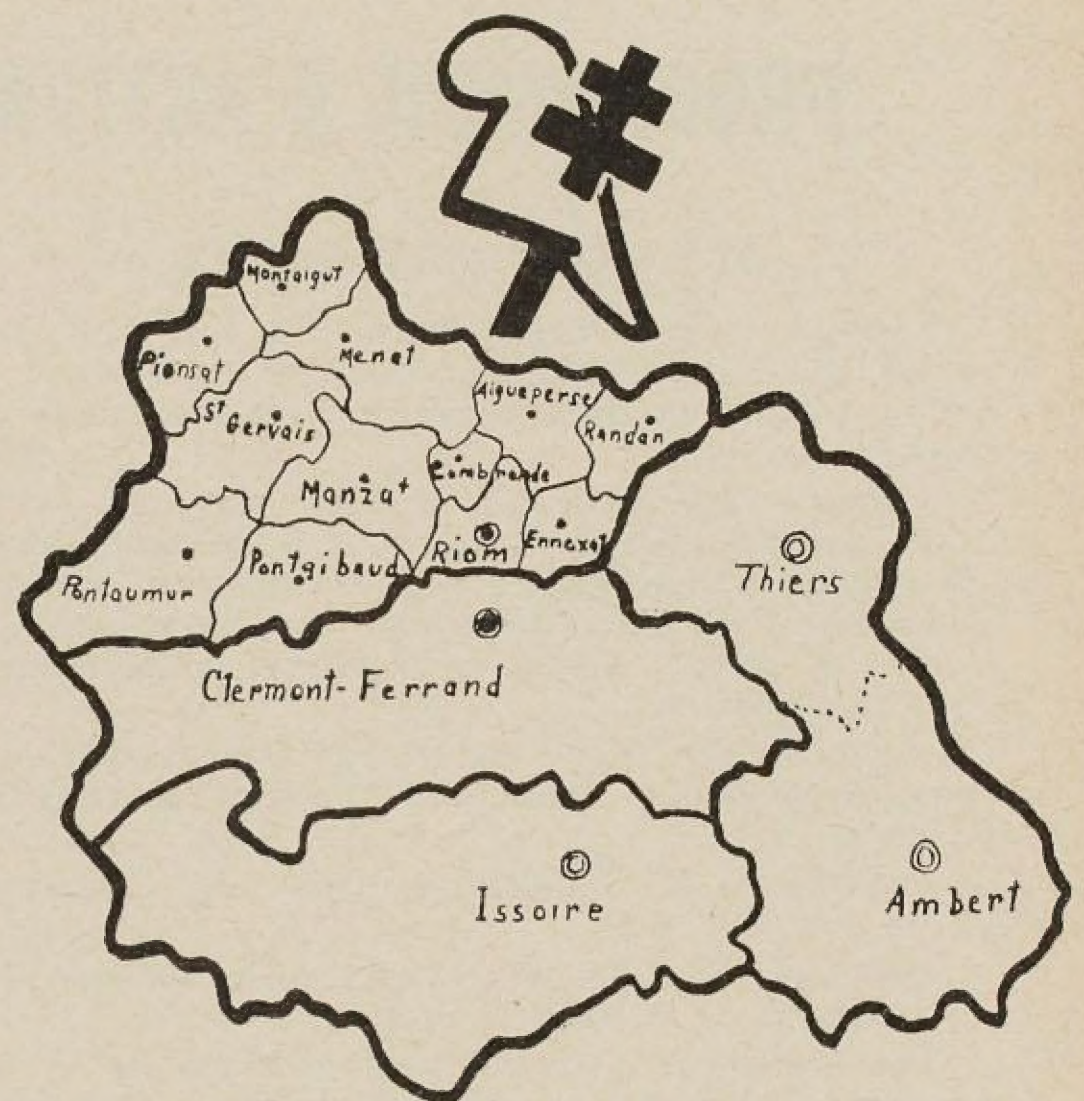 Montaigut
Pionsat
Menat
Aigueperse
St Gervais
Randan
Combronde
Manzat
Riom
Ennezat
Pontgibaud
Pontaumur
Thiers
Clermont-Ferrand
Issoire
Ambert